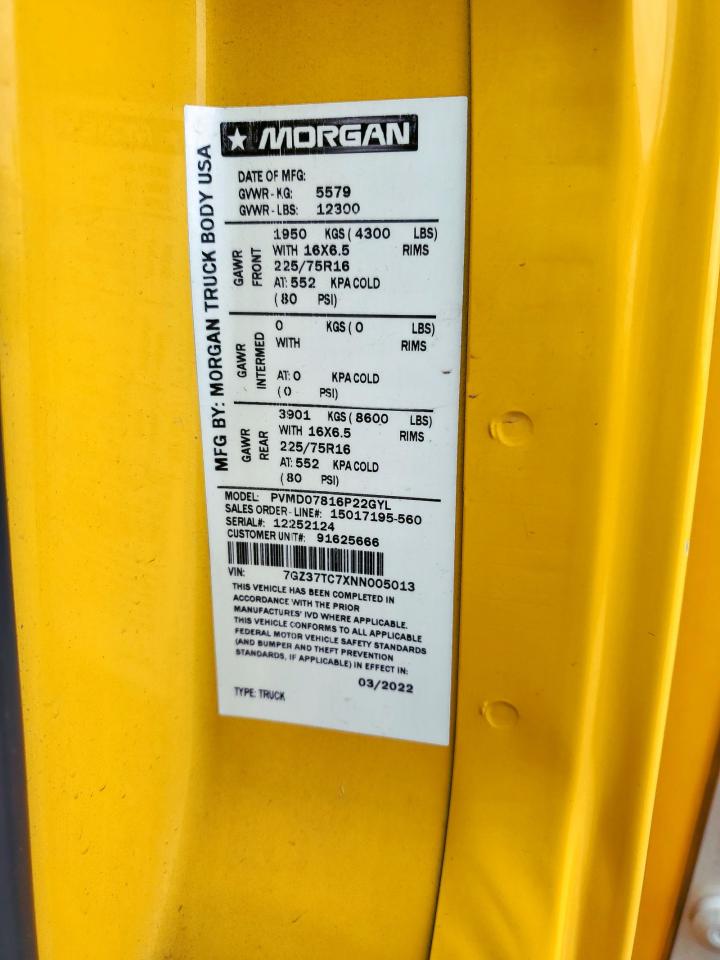 MORGAN
MFG BY: MORGAN TRUCK BODY USA
DATE OF MFG:
GVWR - KG: 5579
GVWR - LBS: 12300
GAWR FRONT
1950 KGS ( 4300 LBS)
WITH 16X6.5 RIMS
225/75R16
AT: 552 KPA COLD
( 80 PSI)
GAWR INTERMED
0 KGS ( 0 LBS)
WITH RIMS
AT: 0 KPA COLD
( 0 PSI)
GAWR REAR
3901 KGS ( 8600 LBS)
WITH 16X6.5 RIMS
225/75R16
AT: 552 KPA COLD
( 80 PSI)
MODEL: PVMD07816P22GYL
SALES ORDER - LINE#: 15017195-560
SERIAL#: 12252124
CUSTOMER UNIT#: 91625666
VIN: 7GZ37TC7XNN005013
THIS VEHICLE HAS BEEN COMPLETED IN
ACCORDANCE WITH THE PRIOR
MANUFACTURES' IVD WHERE APPLICABLE.
THIS VEHICLE CONFORMS TO ALL APPLICABLE
FEDERAL MOTOR VEHICLE SAFETY STANDARDS
(AND BUMPER AND THEFT PREVENTION
STANDARDS, IF APPLICABLE) IN EFFECT IN:
03/2022
TYPE: TRUCK